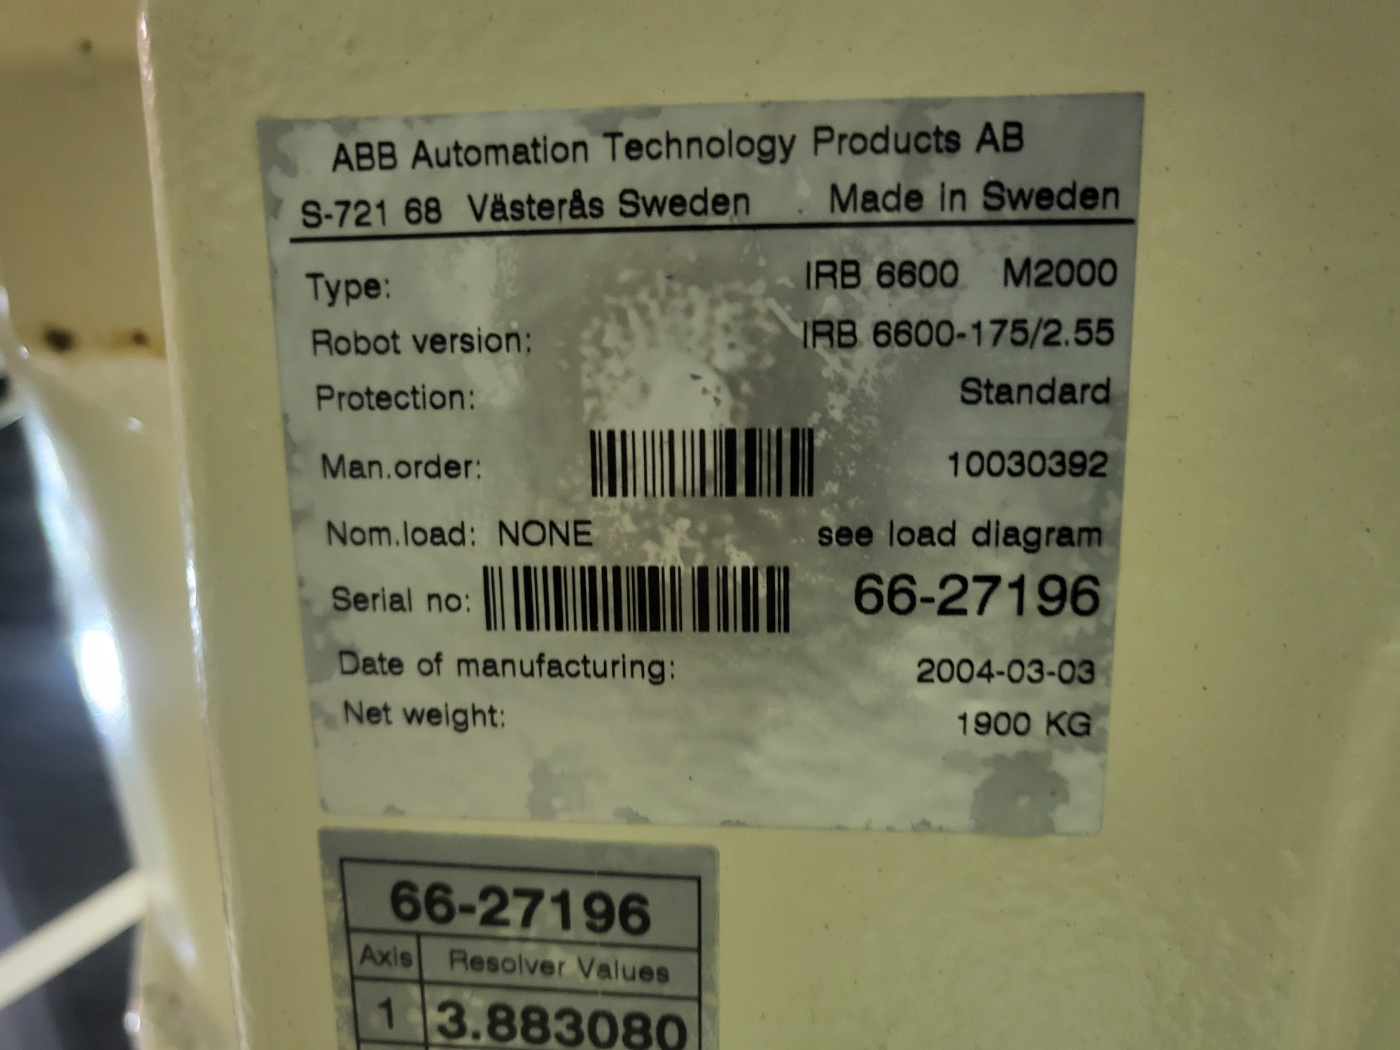 ABB Automation Technology Products AB
S-721 68 Västerås Sweden Made in Sweden
Type: IRB 6600 M2000
Robot version: IRB 6600-175/2.55
Protection: Standard
Man.order: 10030392
Nom.load: NONE see load diagram
Serial no: 66-27196
Date of manufacturing: 2004-03-03
Net weight: 1900 KG
66-27196
Axis Resolver Values
1 3.883080